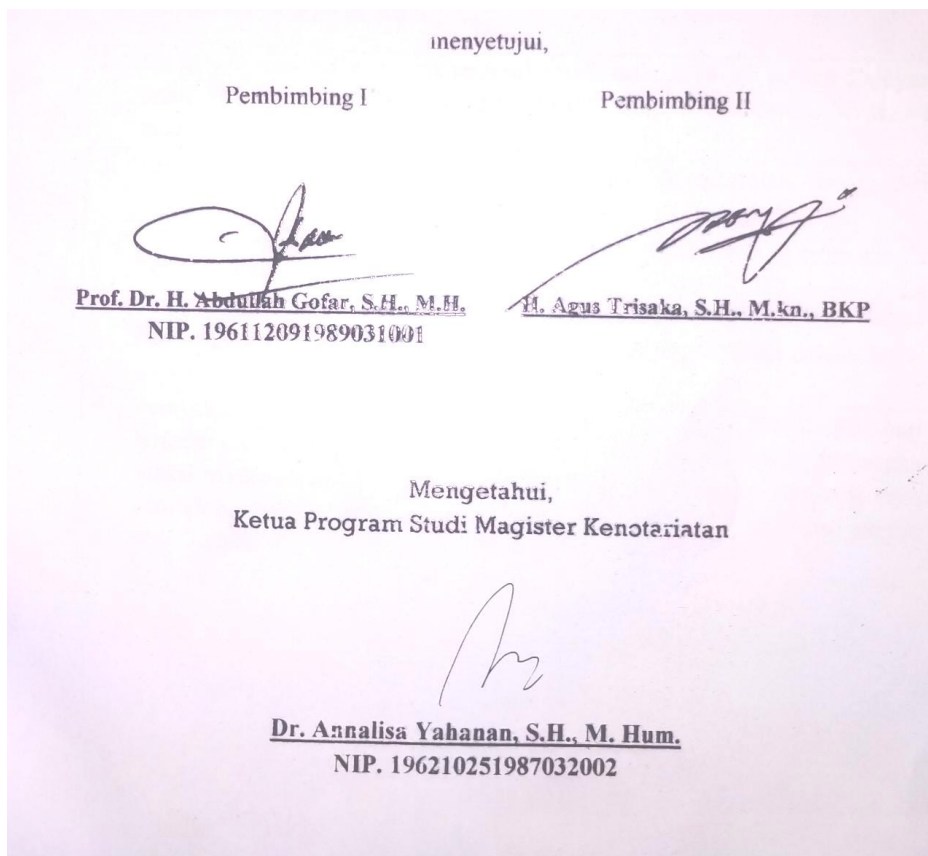 menyetujui,
Pembimbing I
Pembimbing II
Prof. Dr. H. Abdullah Gofar, S.H., M.H.
NIP. 196112091989031001
H. Agus Trisaka, S.H., M.kn., BKP
Mengetahui,
Ketua Program Studi Magister Kenotariatan
Dr. Annalisa Yahanan, S.H., M. Hum.
NIP. 196210251987032002